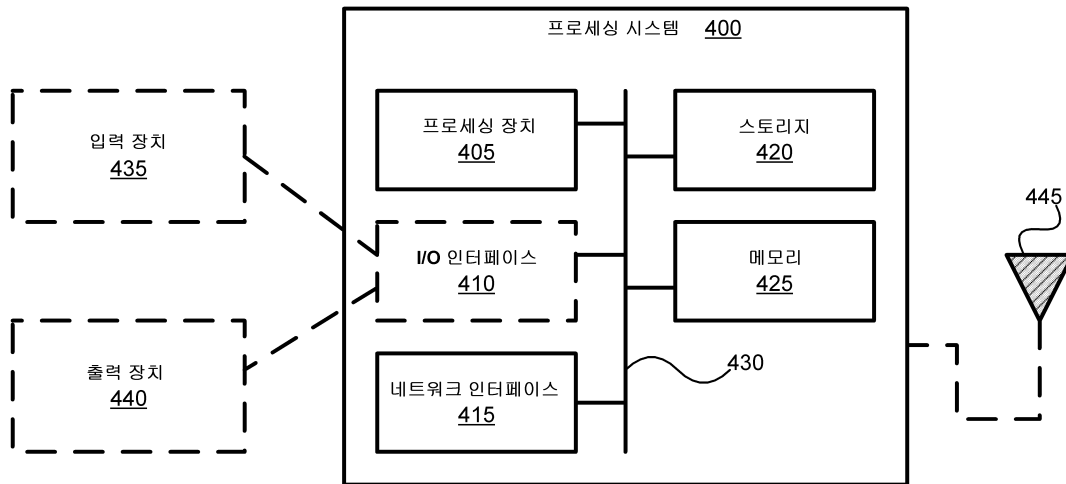 프로세싱 시스템 400
입력 장치
435
프로세싱 장치
405
스토리지
420
445
I/O 인터페이스
410
메모리
425
출력 장치
440
네트워크 인터페이스
415
430